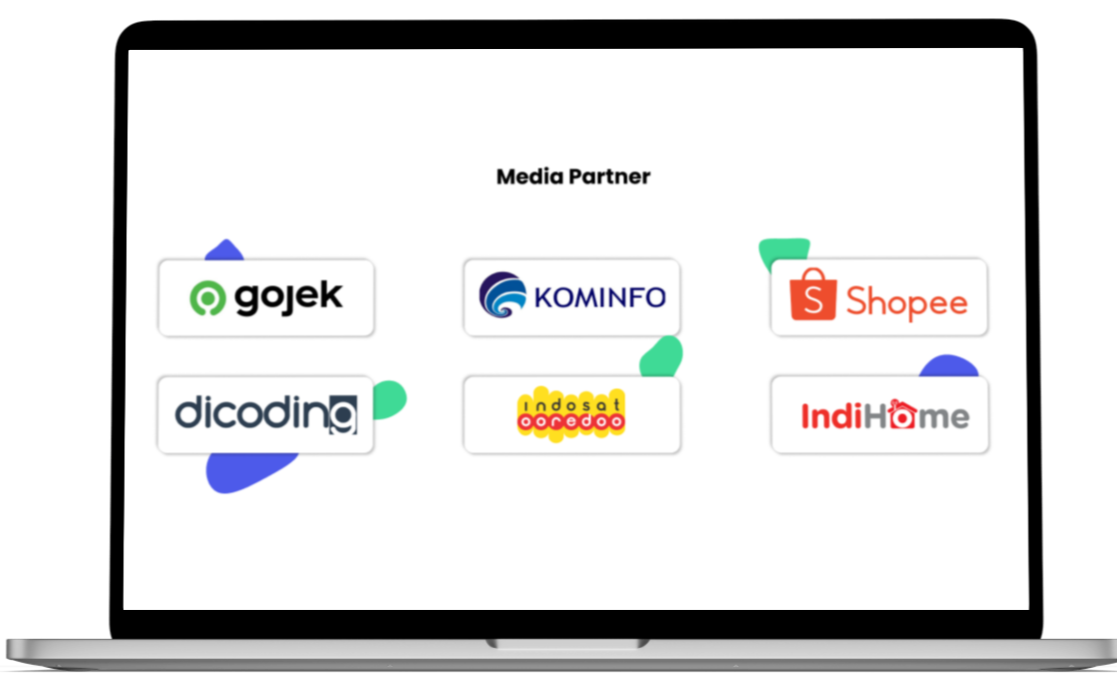 Media Partner
gojek
KOMINFO
S Shopee
dicoding
indosat
ooredoo
IndiHome